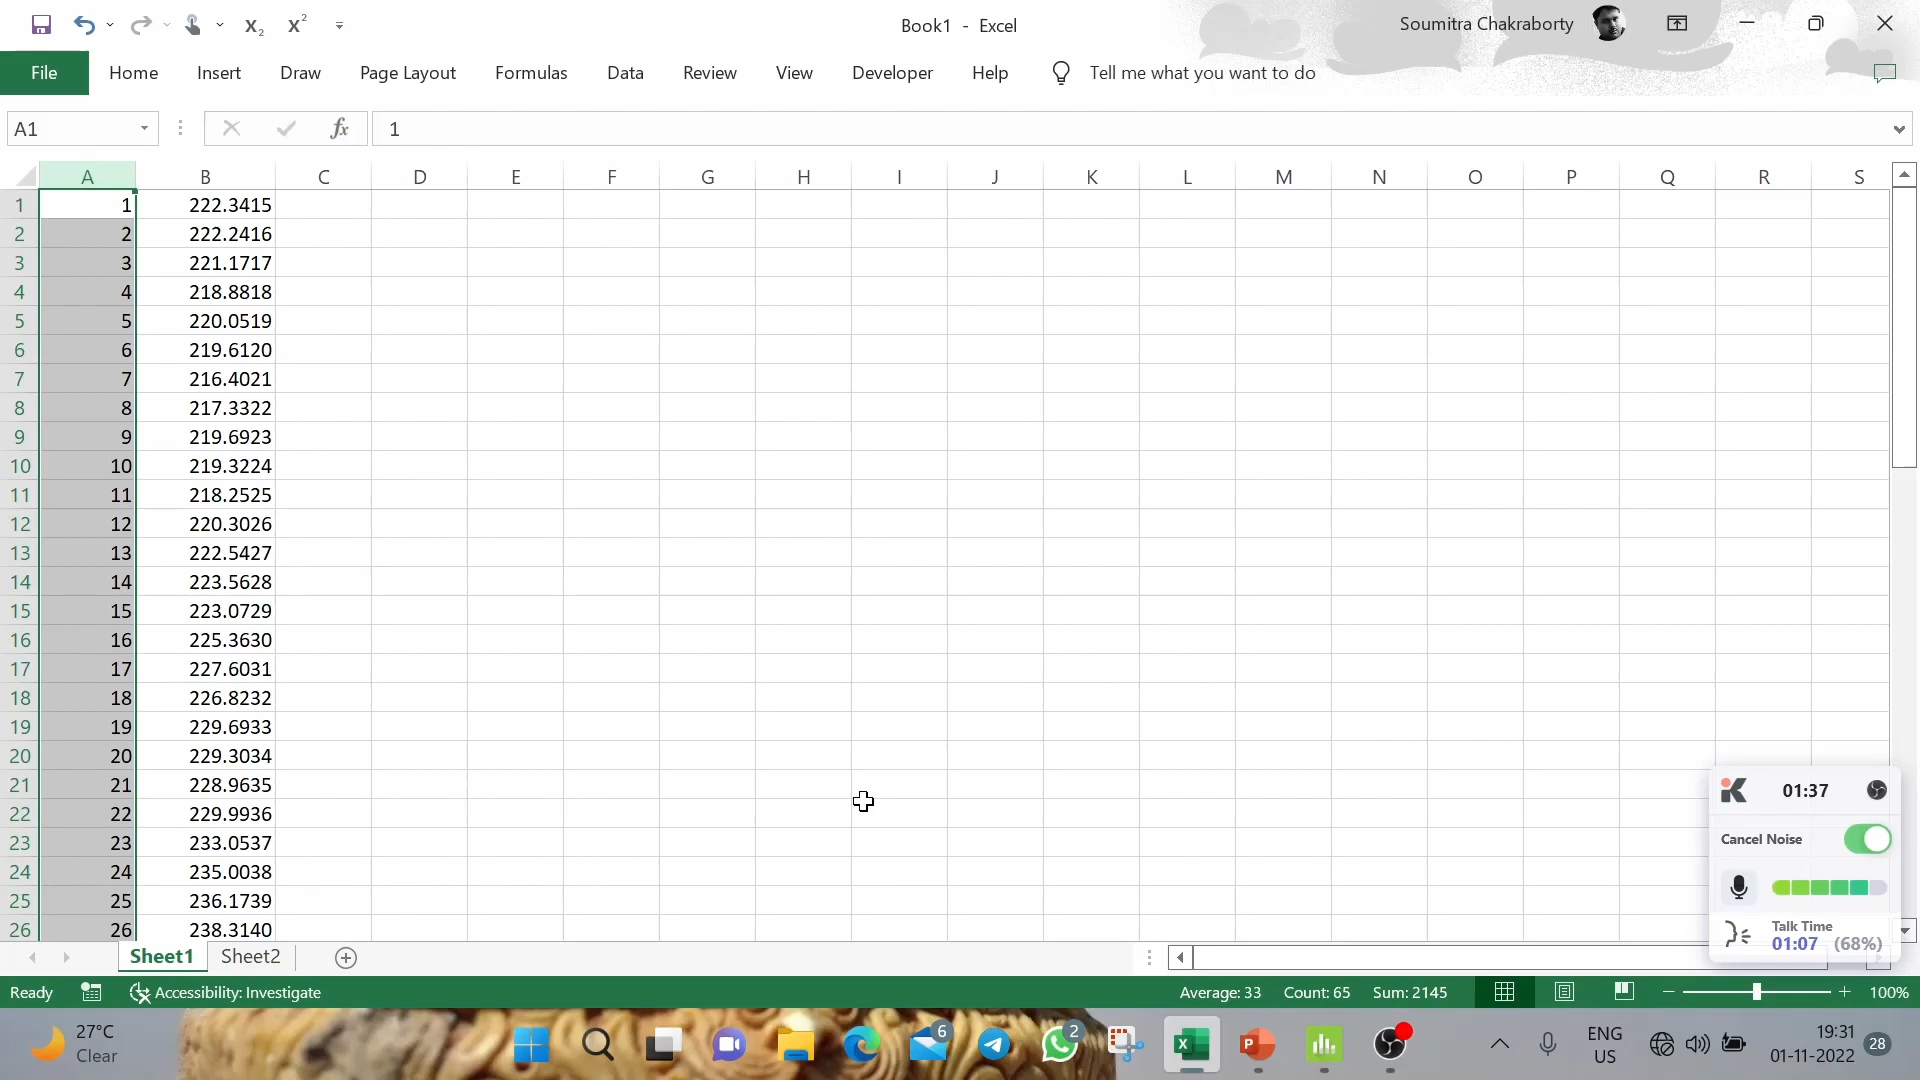 Book1 - Excel
Soumitra Chakraborty
File Home Insert Draw Page Layout Formulas Data Review View Developer Help Tell me what you want to do
A1 fx 1
A B C D E F G H I J K L M N O P Q R S
1 1 222.3415
2 2 222.2416
3 3 221.1717
4 4 218.8818
5 5 220.0519
6 6 219.6120
7 7 216.4021
8 8 217.3322
9 9 219.6923
10 10 219.3224
11 11 218.2525
12 12 220.3026
13 13 222.5427
14 14 223.5628
15 15 223.0729
16 16 225.3630
17 17 227.6031
18 18 226.8232
19 19 229.6933
20 20 229.3034
21 21 228.9635
22 22 229.9936
23 23 233.0537
24 24 235.0038
25 25 236.1739
26 26 238.3140
01:37
Cancel Noise
Talk Time
01:07 (68%)
Sheet1 Sheet2
Ready Accessibility: Investigate Average: 33 Count: 65 Sum: 2145 100%
27°C
Clear
6
2
ENG
US
19:31
01-11-2022
28